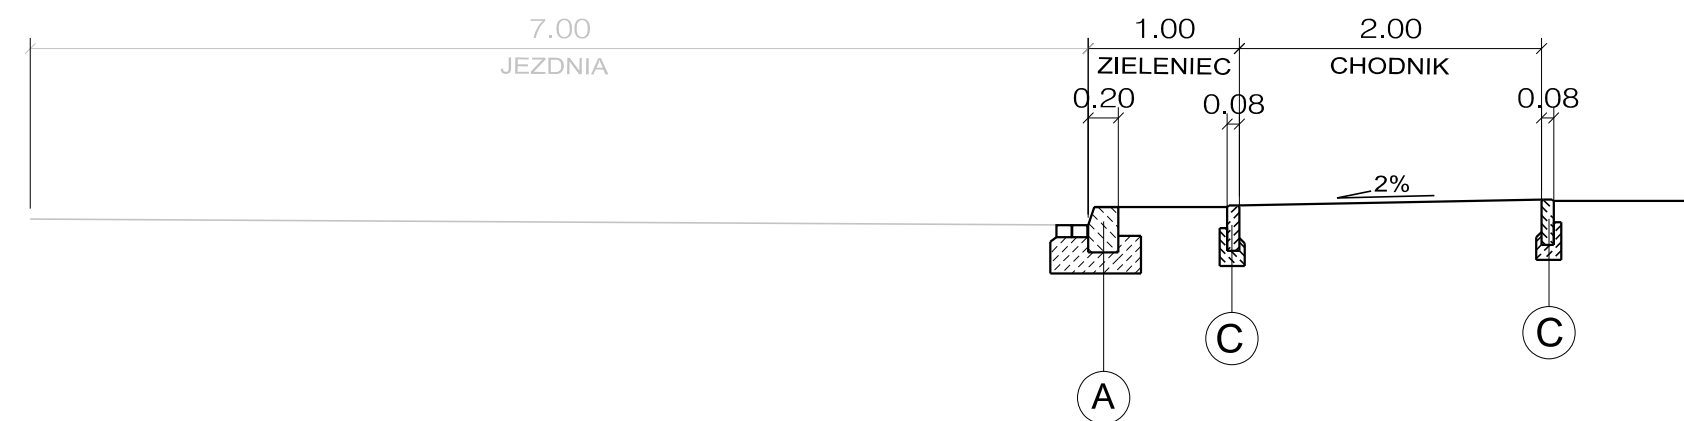 7.00 1.00 2.00
JEZDNIA ZIELENIEC CHODNIK
0.20 0.08 0.08
2%
C C
A